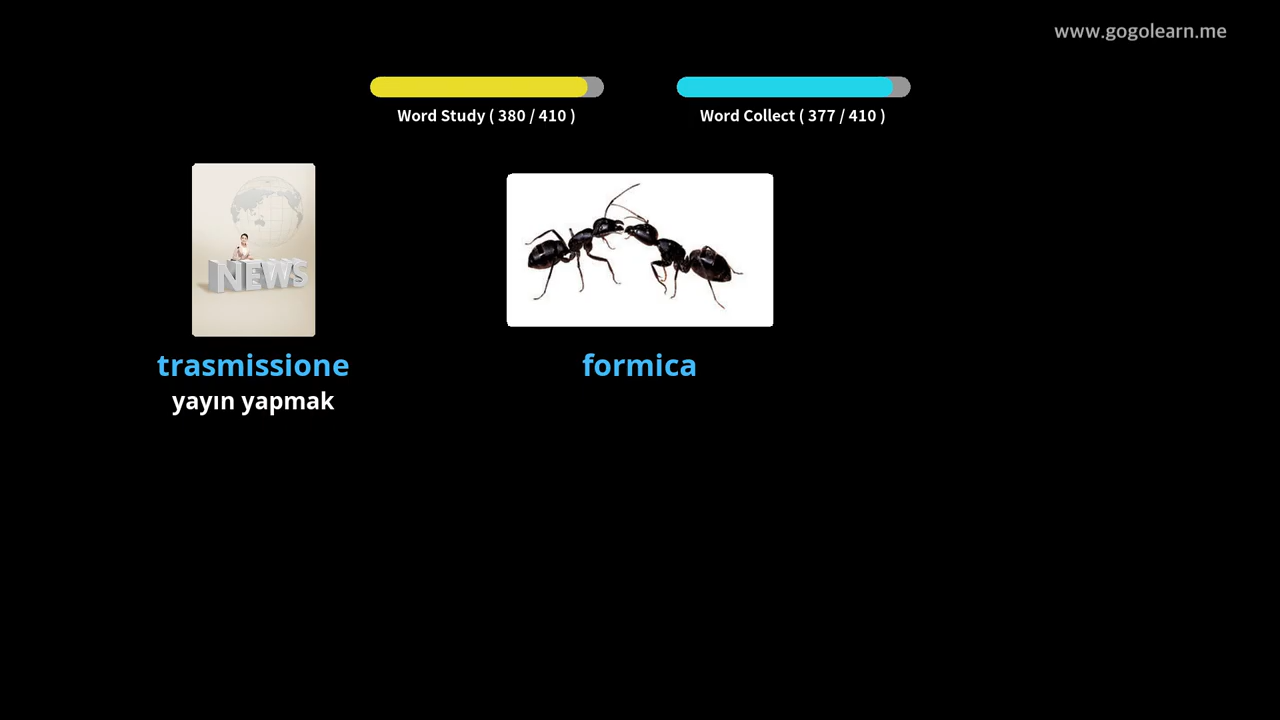 www.gogolearn.me
Word Study ( 380 / 410 )
Word Collect ( 377 / 410 )
NEWS
trasmissione
yayın yapmak
formica